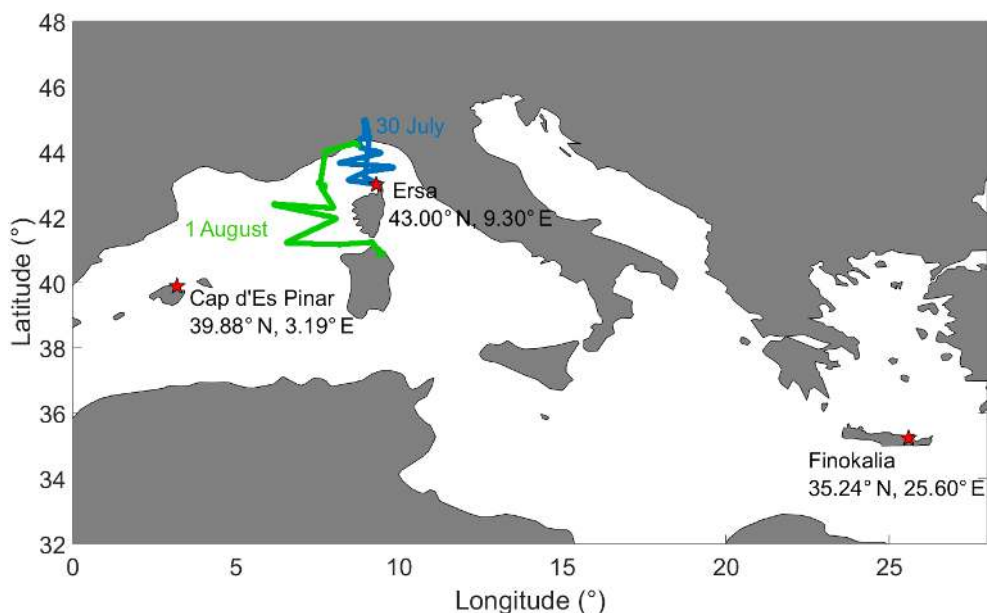 48
46
44
42
40
38
36
34
32
Latitude (°)
30 July
Ersa
43.00° N, 9.30° E
1 August
Cap d'Es Pinar
39.88° N, 3.19° E
Finokalia
35.24° N, 25.60° E
0
5
10
15
20
25
Longitude (°)